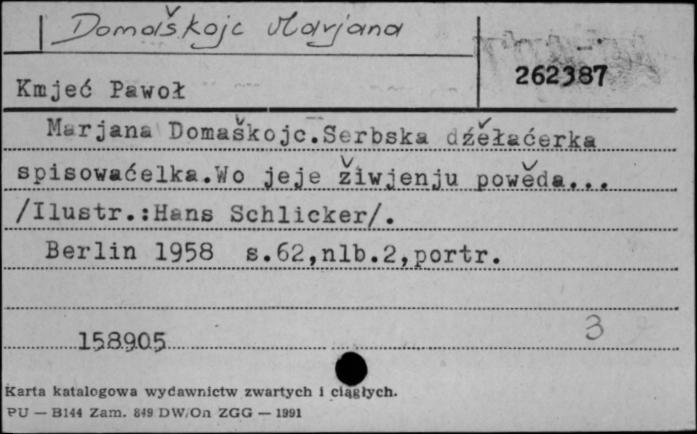 Domaškojc Marjana
262387
Kmjeć Pawoł
Marjana Domaškojc.Serbska dźěłaćerka
spisowaćelka.Wo jeje žiwjenju powěda...
/Ilustr.:Hans Schlicker/.
Berlin 1958 s.62,nlb.2,portr.
3
158905
Karta katalogowa wydawnictw zwartych i ciągłych.
PU — B144 Zam. 849 DW/On ZGG — 1991